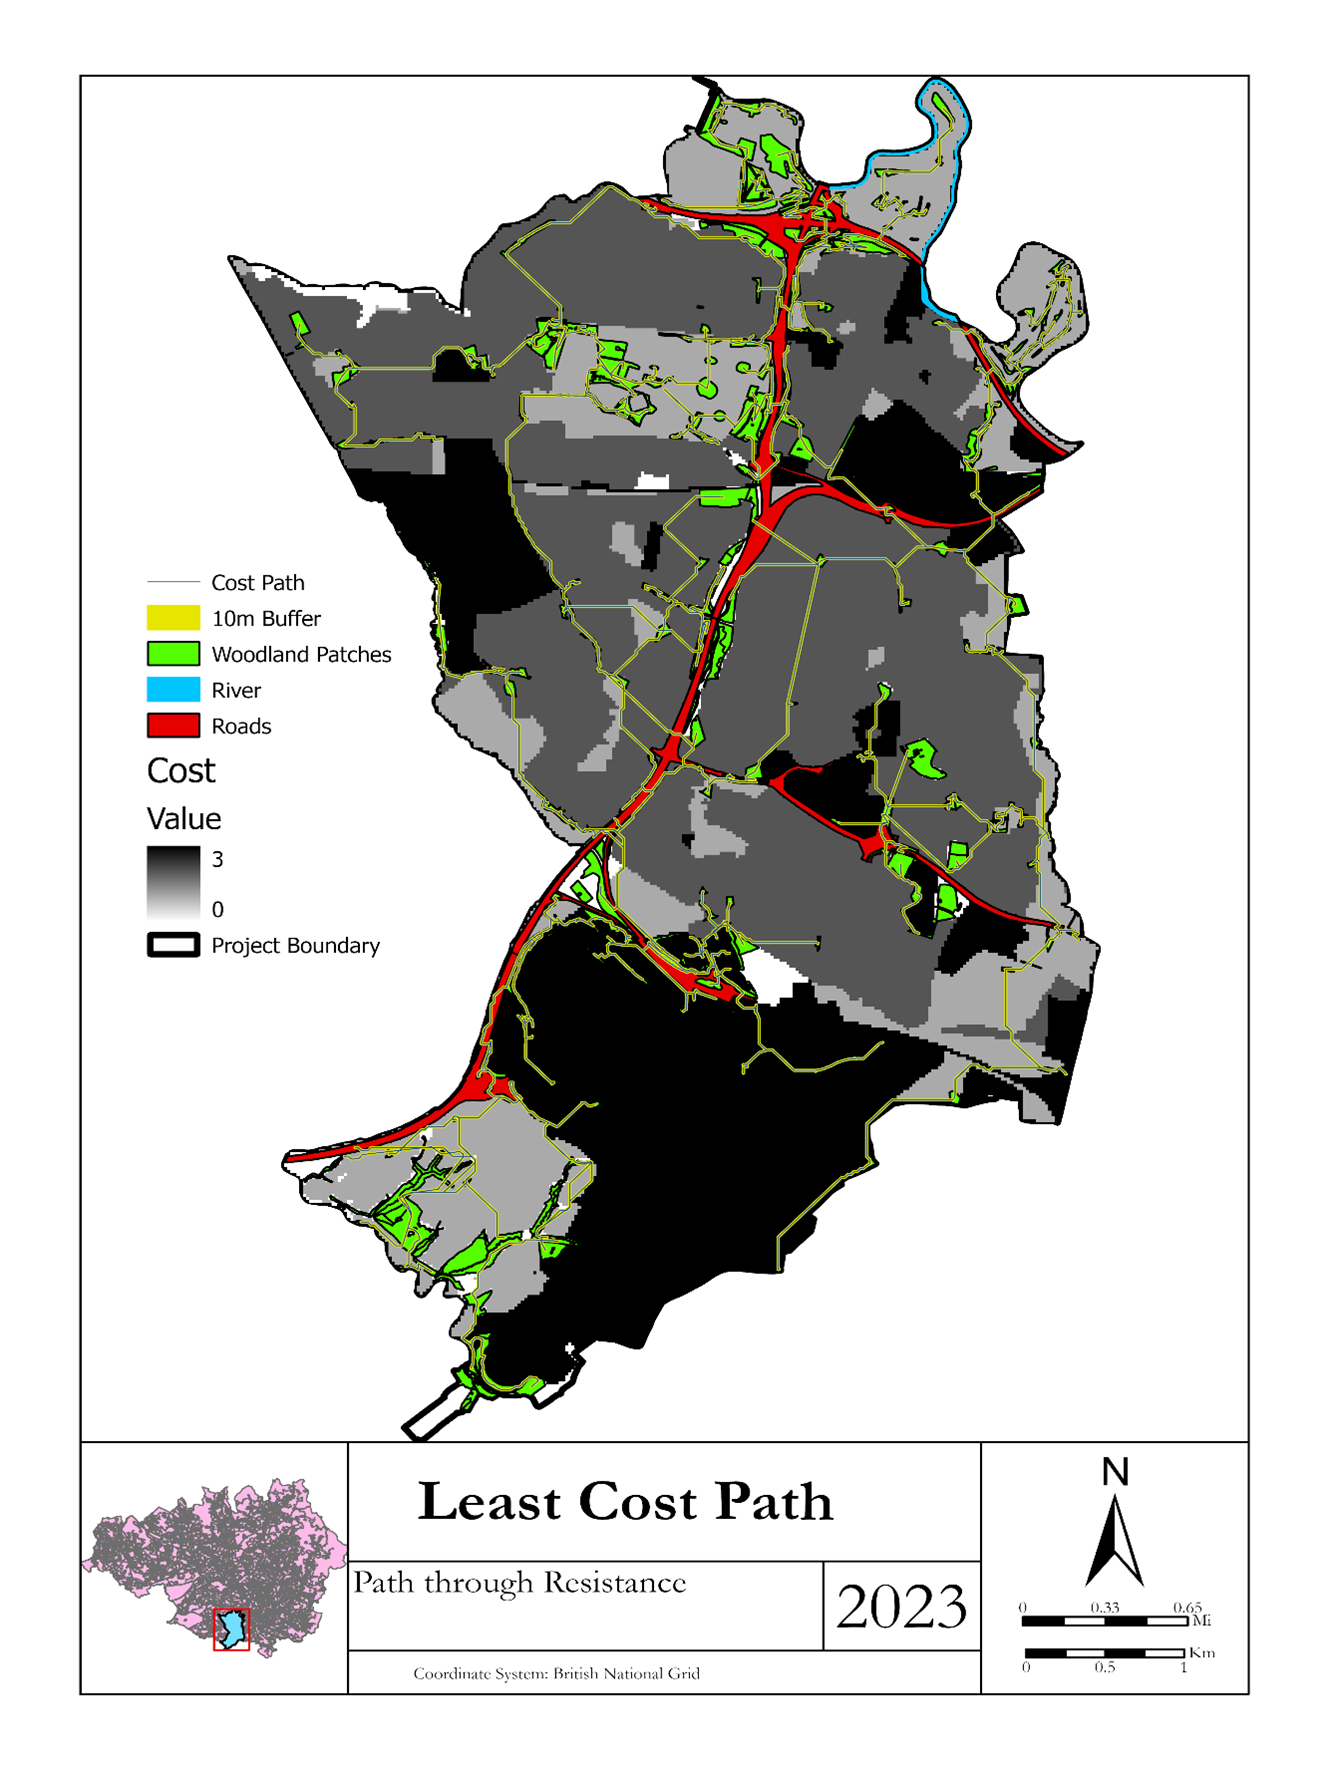 Cost Path
10m Buffer
Woodland Patches
River
Roads
Cost
Value
3
0
Project Boundary
Least Cost Path
Path through Resistance
2023
Coordinate System: British National Grid
N
0 0.33 0.65
Mi
Km
0 0.5 1